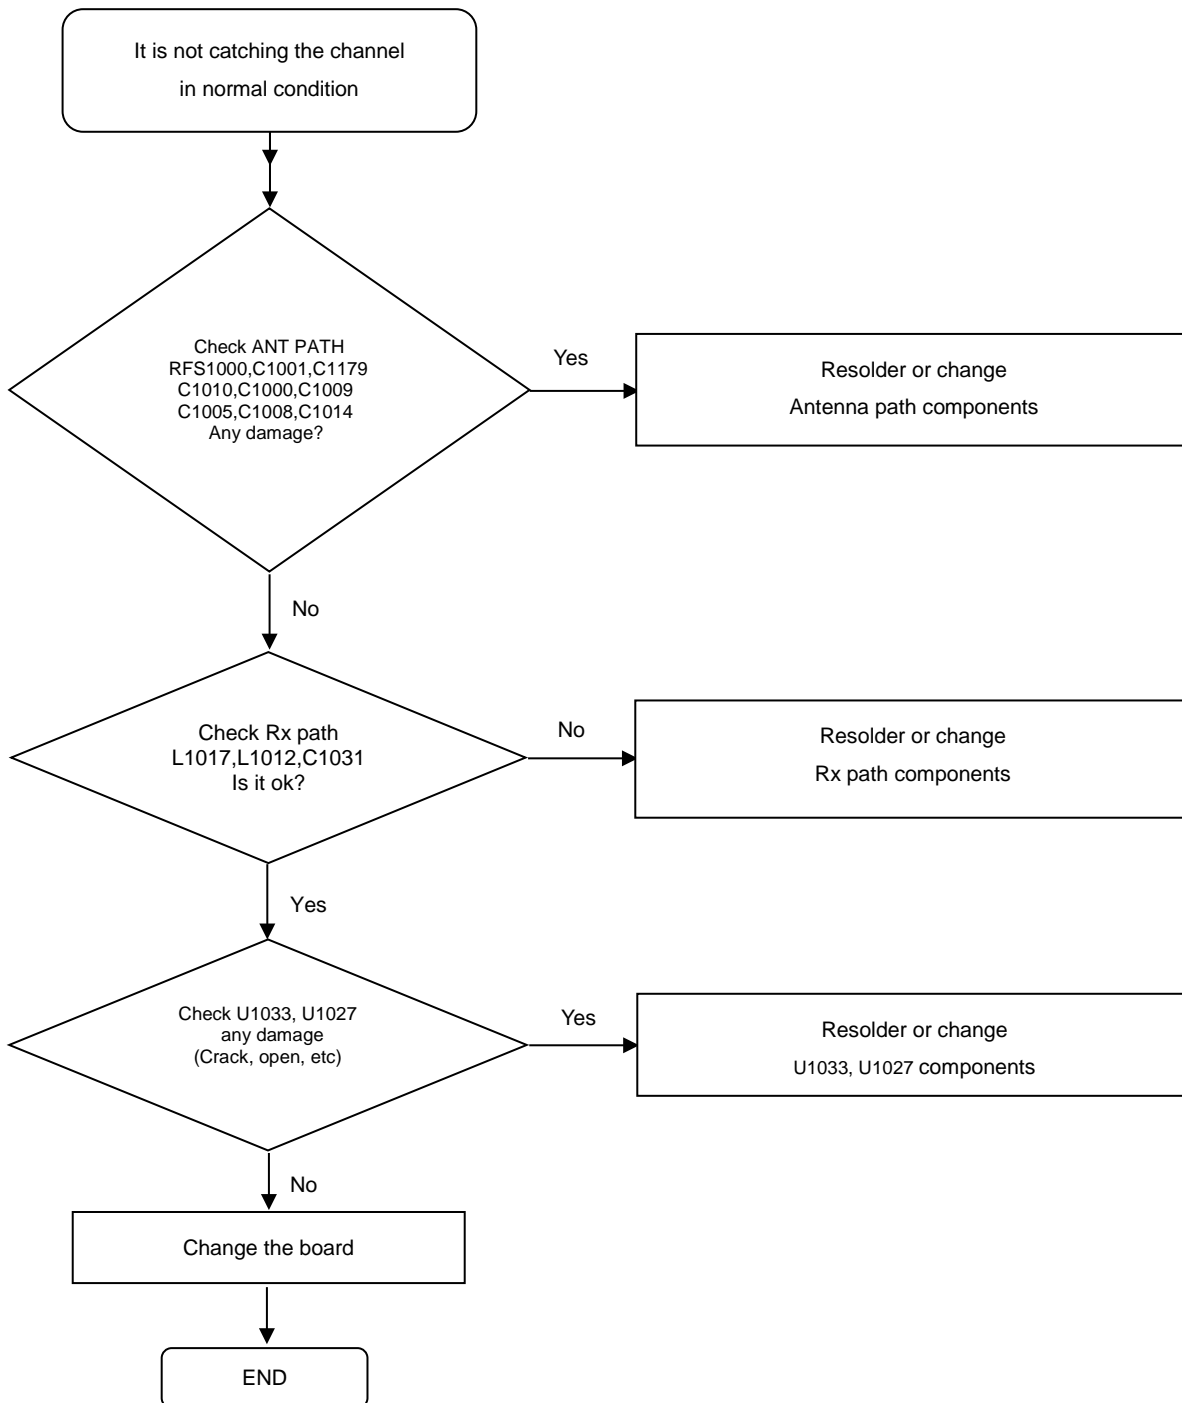 It is not catching the channel
in normal condition
Check ANT PATH
RFS1000,C1001,C1179
C1010,C1000,C1009
C1005,C1008,C1014
Any damage?
Yes
Resolder or change
Antenna path components
No
Check Rx path
L1017,L1012,C1031
Is it ok?
No
Resolder or change
Rx path components
Yes
Check U1033, U1027
any damage
(Crack, open, etc)
Yes
Resolder or change
U1033, U1027 components
No
Change the board
END